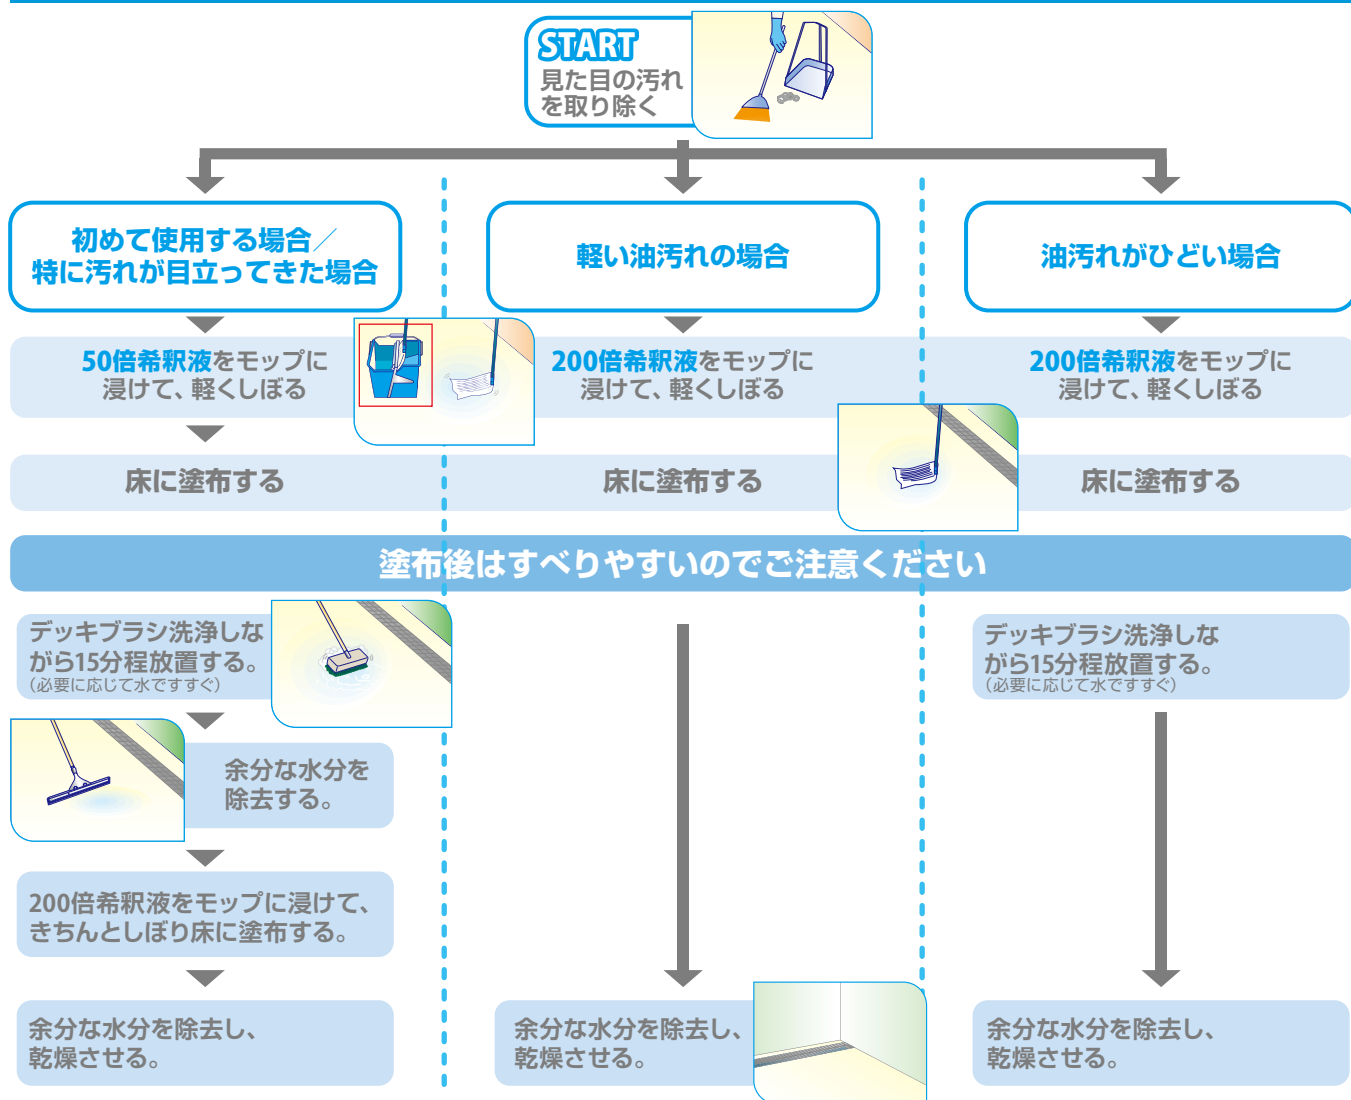 START
見た目の汚れ
を取り除く
初めて使用する場合／
特に汚れが目立ってきた場合
軽い油汚れの場合
油汚れがひどい場合
50倍希釈液をモップに
浸けて、軽くしぼる
200倍希釈液をモップに
浸けて、軽くしぼる
200倍希釈液をモップに
浸けて、軽くしぼる
床に塗布する
床に塗布する
床に塗布する
塗布後はすべりやすいのでご注意ください
デッキブラシ洗浄しな
がら15分程放置する。
（必要に応じて水ですすぐ）
デッキブラシ洗浄しな
がら15分程放置する。
（必要に応じて水ですすぐ）
余分な水分を
除去する。
200倍希釈液をモップに浸けて、
きちんとしぼり床に塗布する。
余分な水分を除去し、
乾燥させる。
余分な水分を除去し、
乾燥させる。
余分な水分を除去し、
乾燥させる。